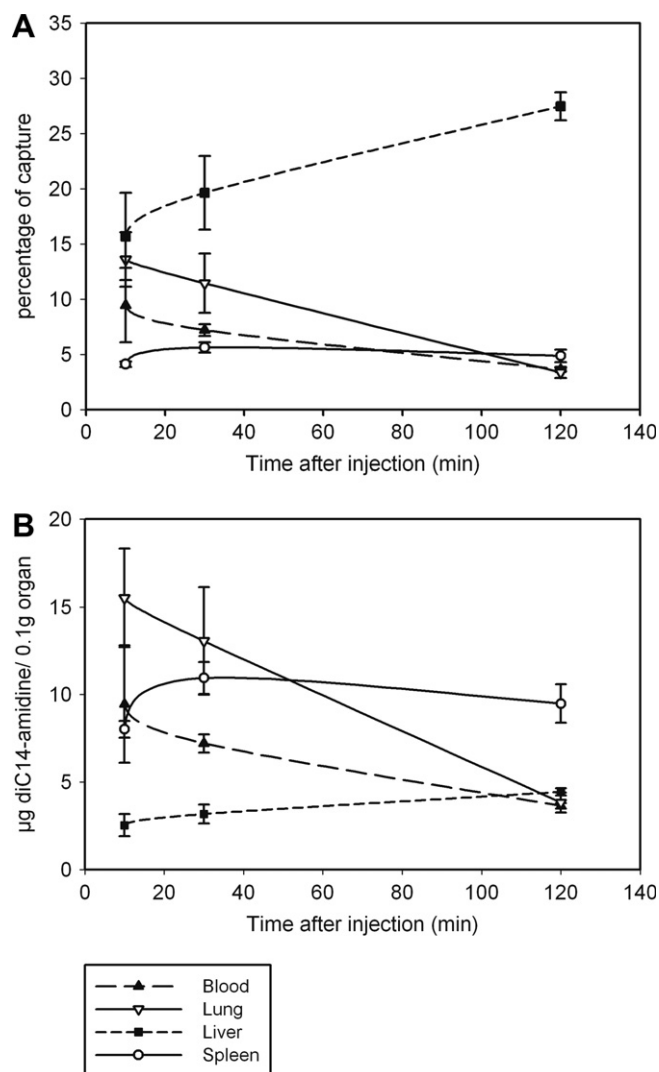 A
35
30
25
20
15
10
5
0
percentage of capture
0 20 40 60 80 100 120 140
Time after injection (min)
B
20
15
10
5
0
µg diC14-amidine/ 0.1g organ
0 20 40 60 80 100 120 140
Time after injection (min)
Blood
Lung
Liver
Spleen